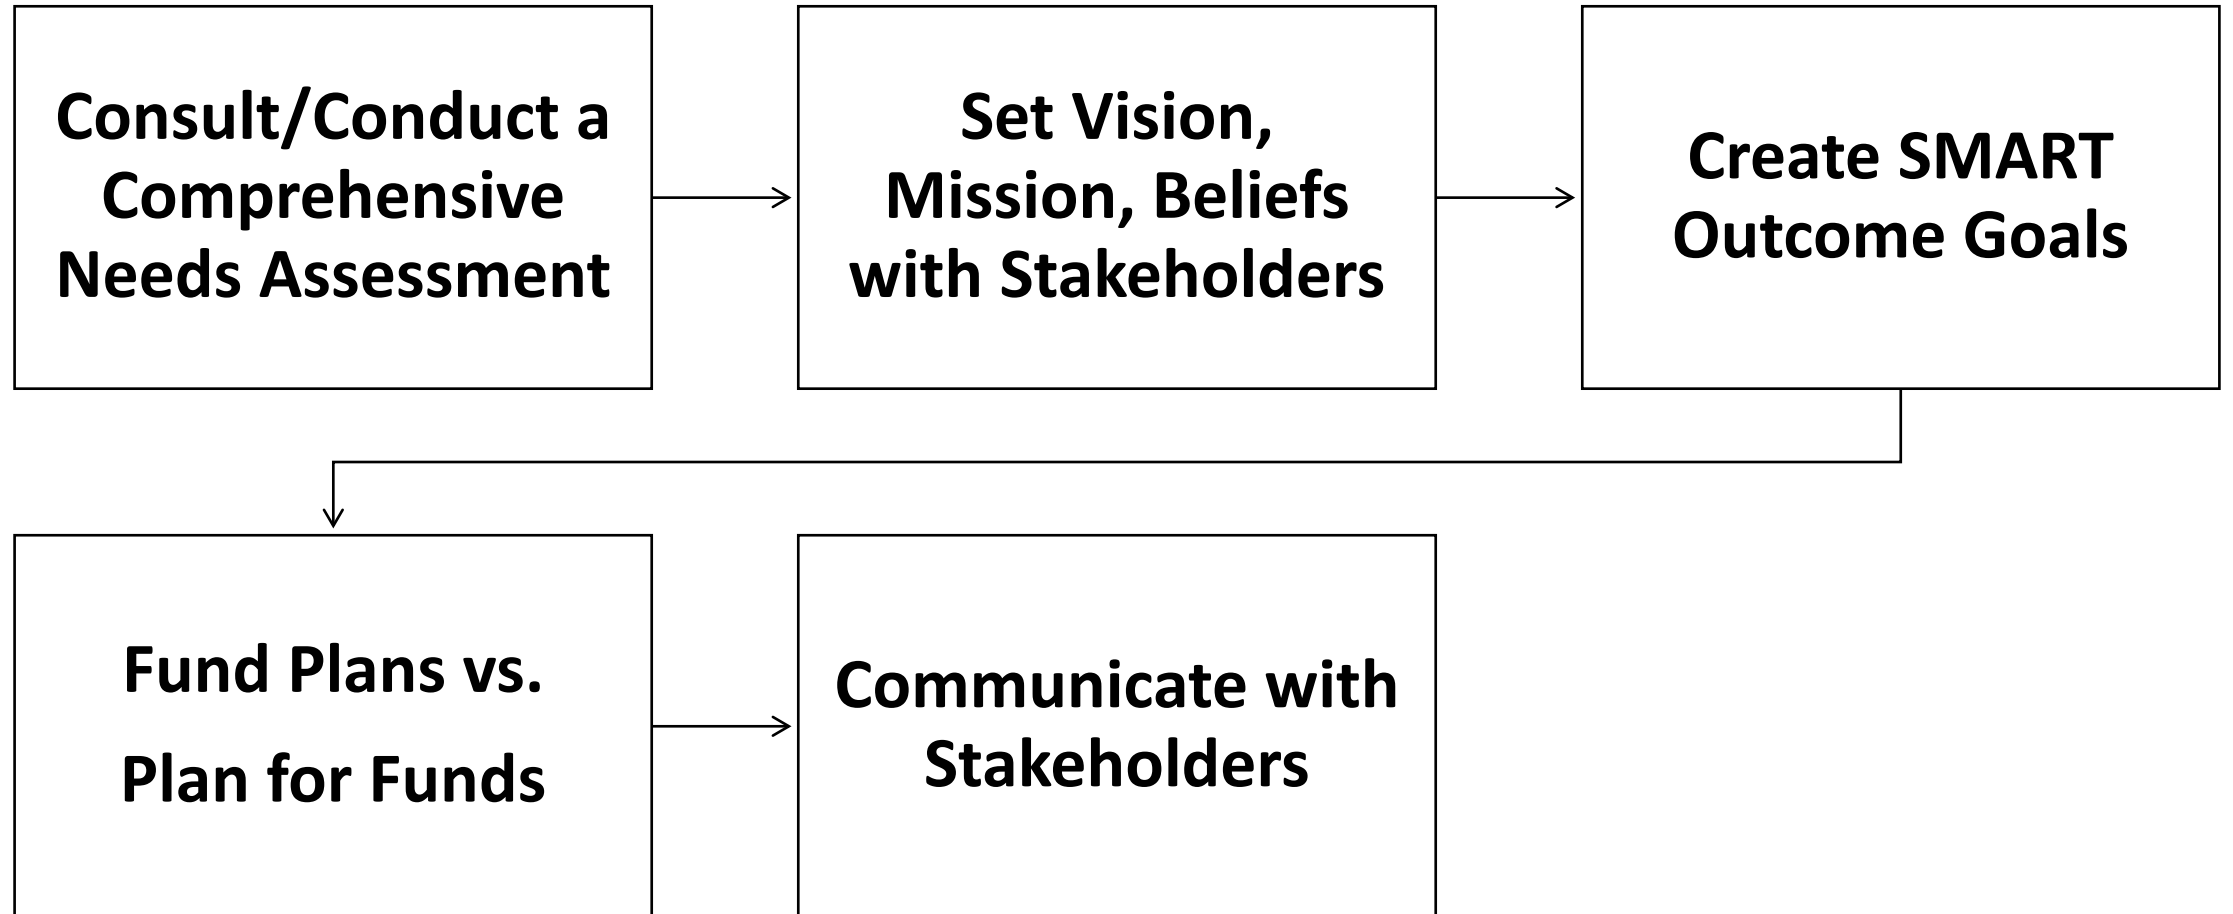 Consult/Conduct a
Comprehensive
Needs Assessment
Set Vision,
Mission, Beliefs
with Stakeholders
Create SMART
Outcome Goals
Fund Plans vs.
Plan for Funds
Communicate with
Stakeholders